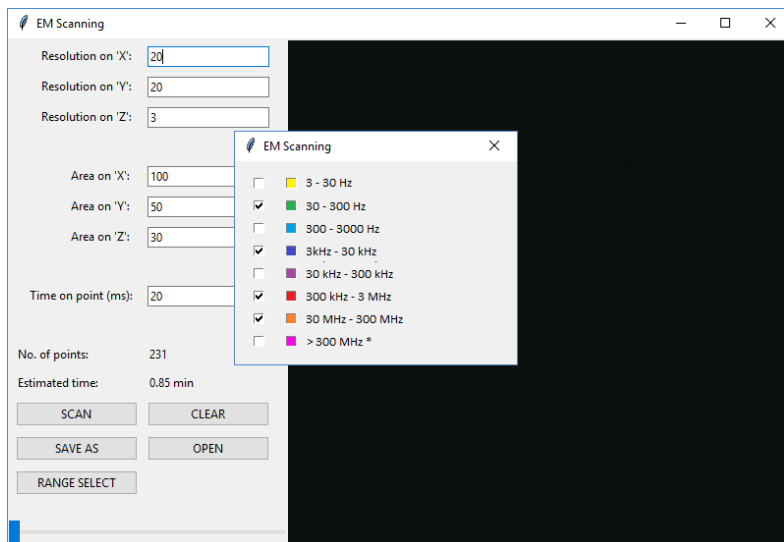 EM Scanning
Resolution on 'X': 20
Resolution on 'Y': 20
Resolution on 'Z': 3
Area on 'X': 100
Area on 'Y': 50
Area on 'Z': 30
Time on point (ms): 20
No. of points: 231
Estimated time: 0.85 min
SCAN CLEAR
SAVE AS OPEN
RANGE SELECT
EM Scanning
3 - 30 Hz
30 - 300 Hz
300 - 3000 Hz
3kHz - 30 kHz
30 kHz - 300 kHz
300 kHz - 3 MHz
30 MHz - 300 MHz
> 300 MHz *